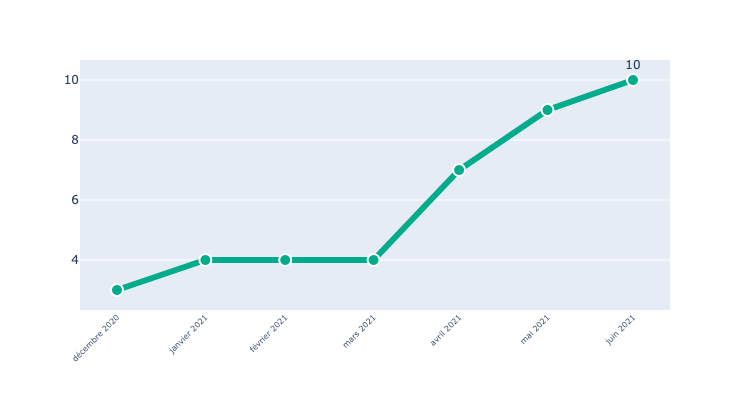 10
10
8
6
4
décembre 2020
janvier 2021
février 2021
mars 2021
avril 2021
mai 2021
juin 2021